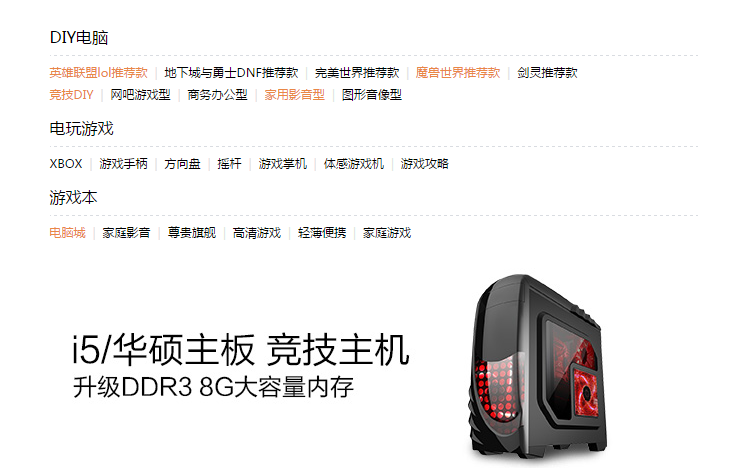 DIY电脑
英雄联盟lol推荐款 | 地下城与勇士DNF推荐款 | 完美世界推荐款 | 魔兽世界推荐款 | 剑灵推荐款
竞技DIY | 网吧游戏型 | 商务办公型 | 家用影音型 | 图形音像型
电玩游戏
XBOX | 游戏手柄 | 方向盘 | 摇杆 | 游戏掌机 | 体感游戏机 | 游戏攻略
游戏本
电脑城 | 家庭影音 | 尊贵旗舰 | 高清游戏 | 轻薄便携 | 家庭游戏
i5/华硕主板 竞技主机
升级DDR3 8G大容量内存